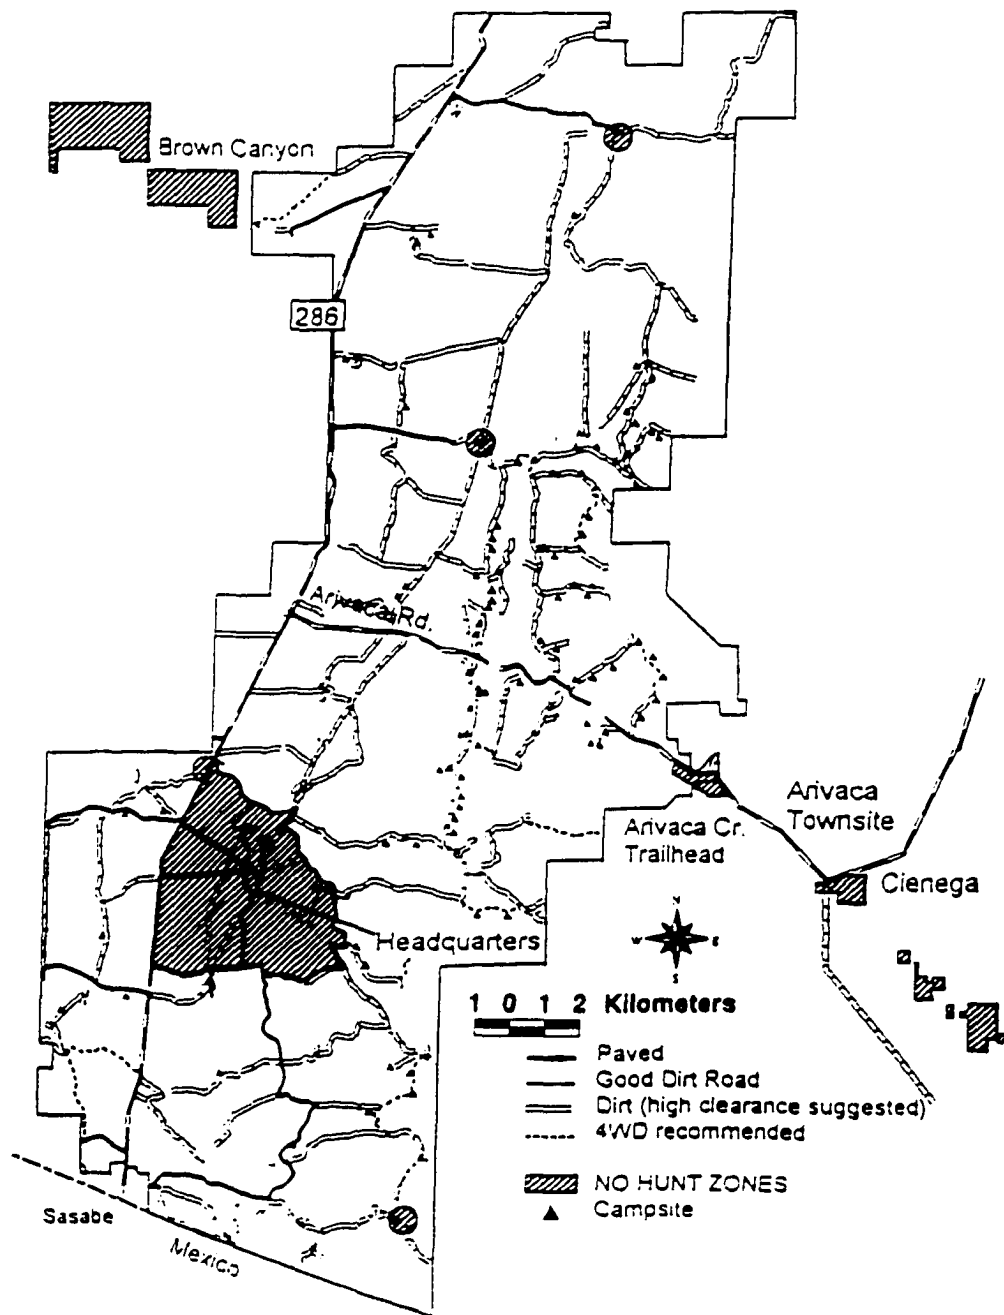 Brown Canyon
286
Arivaca Rd.
Arivaca
Townsite
Arivaca Cr.
Trailhead
Cienega
Headquarters
N
W E
S
1 0 1 2 Kilometers
Paved
Good Dirt Road
Dirt (high clearance suggested)
4WD recommended
NO HUNT ZONES
Campsite
Sasabe
Mexico